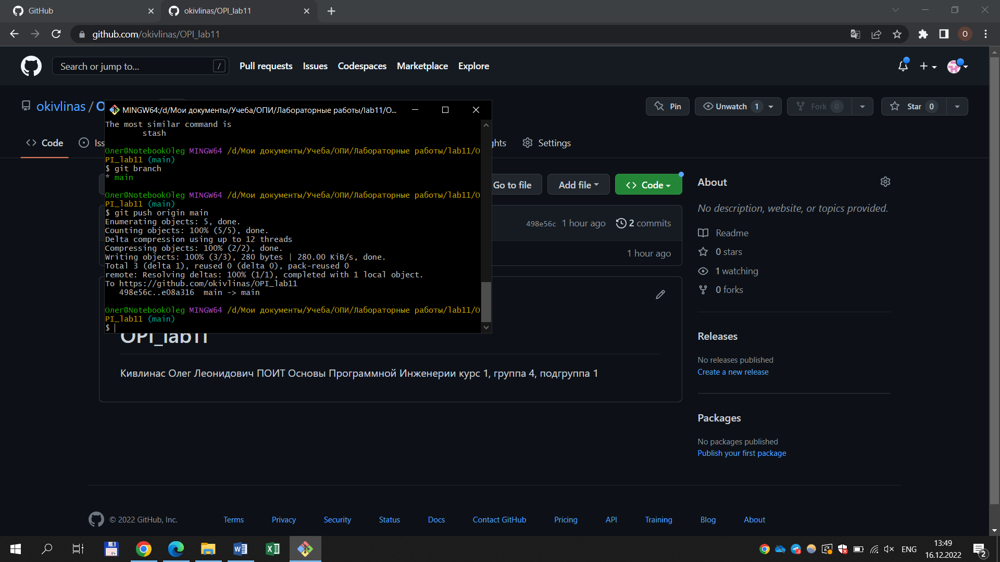 GitHub
okivlinas/OPI_lab11
github.com/okivlinas/OPI_lab11
O
Search or jump to...
/
Pull requests
Issues
Codespaces
Marketplace
Explore
okivlinas / O
Pin
Unwatch 1
Fork 0
Star 0
Code
Iss
ghts
Settings
MINGW64:/d/Мои документы/Учеба/ОПИ/Лабораторные работы/lab11/O...
The most similar command is
stash
Олег@NotebookOleg MINGW64 /d/Мои документы/Учеба/ОПИ/Лабораторные работы/lab11/O
PI_lab11 (main)
$ git branch
* main
Олег@NotebookOleg MINGW64 /d/Мои документы/Учеба/ОПИ/Лабораторные работы/lab11/O
PI_lab11 (main)
$ git push origin main
Enumerating objects: 5, done.
Counting objects: 100% (5/5), done.
Delta compression using up to 12 threads
Compressing objects: 100% (2/2), done.
Writing objects: 100% (3/3), 280 bytes | 280.00 KiB/s, done.
Total 3 (delta 1), reused 0 (delta 0), pack-reused 0
remote: Resolving deltas: 100% (1/1), completed with 1 local object.
To https://github.com/okivlinas/OPI_lab11
498e56c..e08a316  main -> main
Олег@NotebookOleg MINGW64 /d/Мои документы/Учеба/ОПИ/Лабораторные работы/lab11/O
PI_lab11 (main)
$
Go to file
Add file
Code
498e56c 1 hour ago 2 commits
1 hour ago
OPI_lab11
Кивлинас Олег Леонидович ПОИТ Основы Программной Инженерии курс 1, группа 4, подгруппа 1
About
No description, website, or topics provided.
Readme
0 stars
1 watching
0 forks
Releases
No releases published
Create a new release
Packages
No packages published
Publish your first package
© 2022 GitHub, Inc.
Terms
Privacy
Security
Status
Docs
Contact GitHub
Pricing
API
Training
Blog
About
64
ENG
13:49
16.12.2022
2